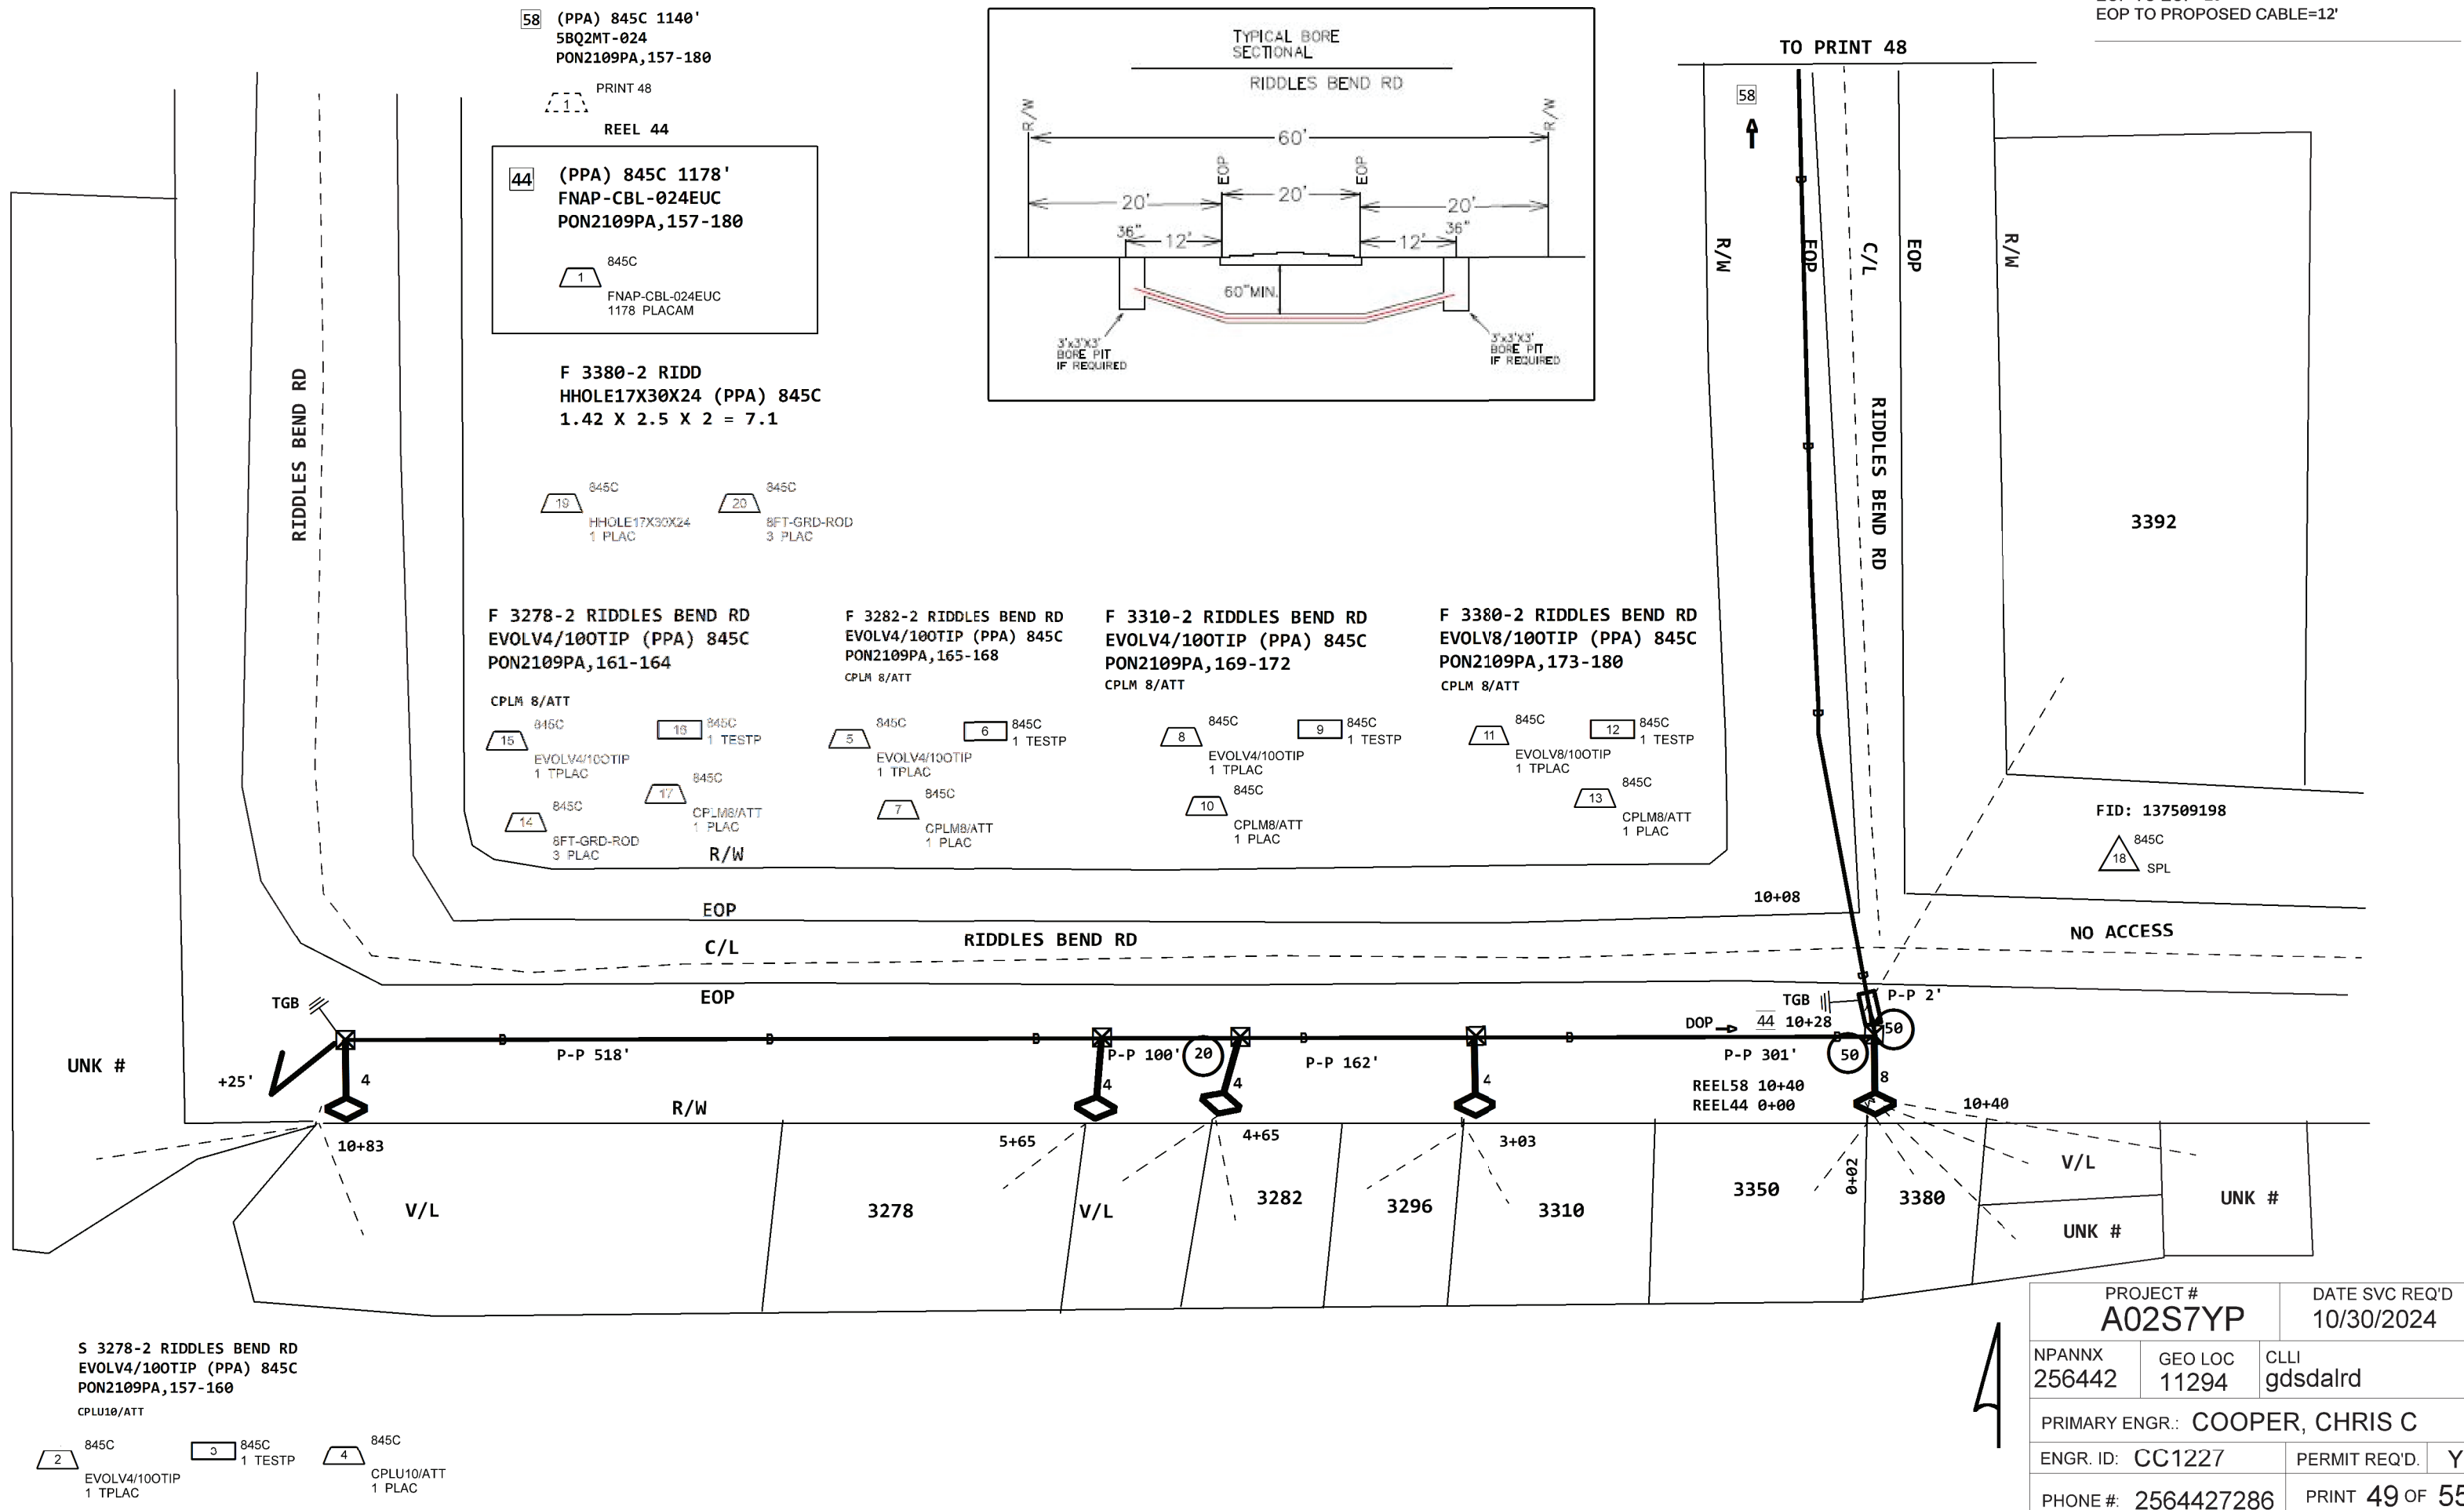 58 (PPA) 845C 1140'
5BQ2MT-024
PON2109PA,157-180
PRINT 48
1
REEL 44
44 (PPA) 845C 1178'
FNAP-CBL-024EUC
PON2109PA,157-180
845C
1
FNAP-CBL-024EUC
1178 PLACAM
F 3380-2 RIDD
HHOLE17X30X24 (PPA) 845C
1.42 X 2.5 X 2 = 7.1
845C
19
HHOLE17X30X24
1 PLAC
845C
20
8FT-GRD-ROD
3 PLAC
TYPICAL BORE
SECTIONAL
RIDDLES BEND RD
R/W
R/W
60'
EOP
EOP
20'
20'
20'
36"
12'
12'
36"
60"MIN.
3'x3'X3'
BORE PIT
IF REQUIRED
3'x3'X3'
BORE PIT
IF REQUIRED
EOP TO PROPOSED CABLE=12'
TO PRINT 48
58
R/W
EOP
C/L
EOP
R/W
RIDDLES BEND RD
RIDDLES BEND RD
3392
F 3278-2 RIDDLES BEND RD
EVOLV4/100TIP (PPA) 845C
PON2109PA,161-164
CPLM 8/ATT
845C
15
EVOLV4/100TIP
1 TPLAC
16
845C
1 TESTP
845C
14
8FT-GRD-ROD
3 PLAC
845C
17
CPLM8/ATT
1 PLAC
F 3282-2 RIDDLES BEND RD
EVOLV4/100TIP (PPA) 845C
PON2109PA,165-168
CPLM 8/ATT
845C
5
EVOLV4/100TIP
1 TPLAC
6
845C
1 TESTP
845C
7
CPLM8/ATT
1 PLAC
F 3310-2 RIDDLES BEND RD
EVOLV4/100TIP (PPA) 845C
PON2109PA,169-172
CPLM 8/ATT
845C
8
EVOLV4/100TIP
1 TPLAC
9
845C
1 TESTP
845C
10
CPLM8/ATT
1 PLAC
F 3380-2 RIDDLES BEND RD
EVOLV8/100TIP (PPA) 845C
PON2109PA,173-180
CPLM 8/ATT
845C
11
EVOLV8/100TIP
1 TPLAC
12
845C
1 TESTP
845C
13
CPLM8/ATT
1 PLAC
FID: 137509198
845C
18
SPL
R/W
EOP
10+08
C/L
RIDDLES BEND RD
NO ACCESS
EOP
TGB
TGB
P-P 2'
DOP
44 10+28
50
P-P 518'
P-P 100'
20
P-P 162'
P-P 301'
50
UNK #
+25'
4
4
4
4
8
REEL58 10+40
REEL44 0+00
R/W
10+40
10+83
5+65
4+65
3+03
0+02
V/L
3278
V/L
3282
3296
3310
3350
3380
V/L
UNK #
UNK #
S 3278-2 RIDDLES BEND RD
EVOLV4/100TIP (PPA) 845C
PON2109PA,157-160
CPLU10/ATT
845C
2
EVOLV4/100TIP
1 TPLAC
3
845C
1 TESTP
845C
4
CPLU10/ATT
1 PLAC
PROJECT #
A02S7YP
DATE SVC REQ'D
10/30/2024
NPANNX
256442
GEO LOC
11294
CLLI
gdsdalrd
PRIMARY ENGR.: COOPER, CHRIS C
ENGR. ID: CC1227
PERMIT REQ'D. Y
PHONE #: 2564427286
PRINT 49 OF 55